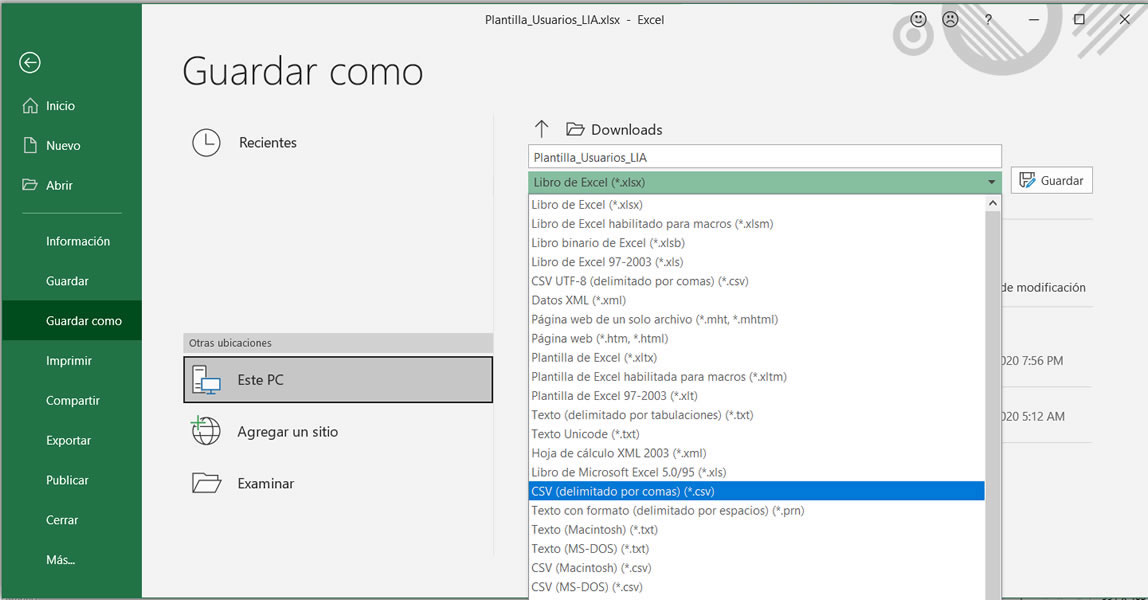 Plantilla_Usuarios_LIA.xlsx - Excel
?
Inicio
Nuevo
Abrir
Información
Guardar
Guardar como
Imprimir
Compartir
Exportar
Publicar
Cerrar
Más...
Guardar como
Recientes
Otras ubicaciones
Este PC
Agregar un sitio
Examinar
Downloads
Plantilla_Usuarios_LIA
Libro de Excel (*.xlsx)
Guardar
Libro de Excel (*.xlsx)
Libro de Excel habilitado para macros (*.xlsm)
Libro binario de Excel (*.xlsb)
Libro de Excel 97-2003 (*.xls)
CSV UTF-8 (delimitado por comas) (*.csv)
Datos XML (*.xml)
Página web de un solo archivo (*.mht, *.mhtml)
Página web (*.htm, *.html)
Plantilla de Excel (*.xltx)
Plantilla de Excel habilitada para macros (*.xltm)
Plantilla de Excel 97-2003 (*.xlt)
Texto (delimitado por tabulaciones) (*.txt)
Texto Unicode (*.txt)
Hoja de cálculo XML 2003 (*.xml)
Libro de Microsoft Excel 5.0/95 (*.xls)
CSV (delimitado por comas) (*.csv)
Texto con formato (delimitado por espacios) (*.prn)
Texto (Macintosh) (*.txt)
Texto (MS-DOS) (*.txt)
CSV (Macintosh) (*.csv)
CSV (MS-DOS) (*.csv)
de modificación
020 7:56 PM
020 5:12 AM